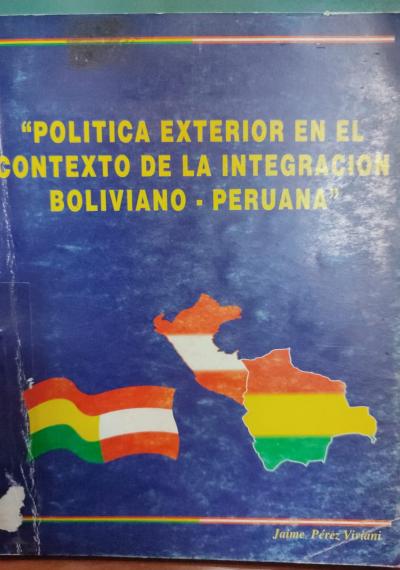 “POLITICA EXTERIOR EN EL
CONTEXTO DE LA INTEGRACION
BOLIVIANO - PERUANA”
Jaime Pérez Viviani